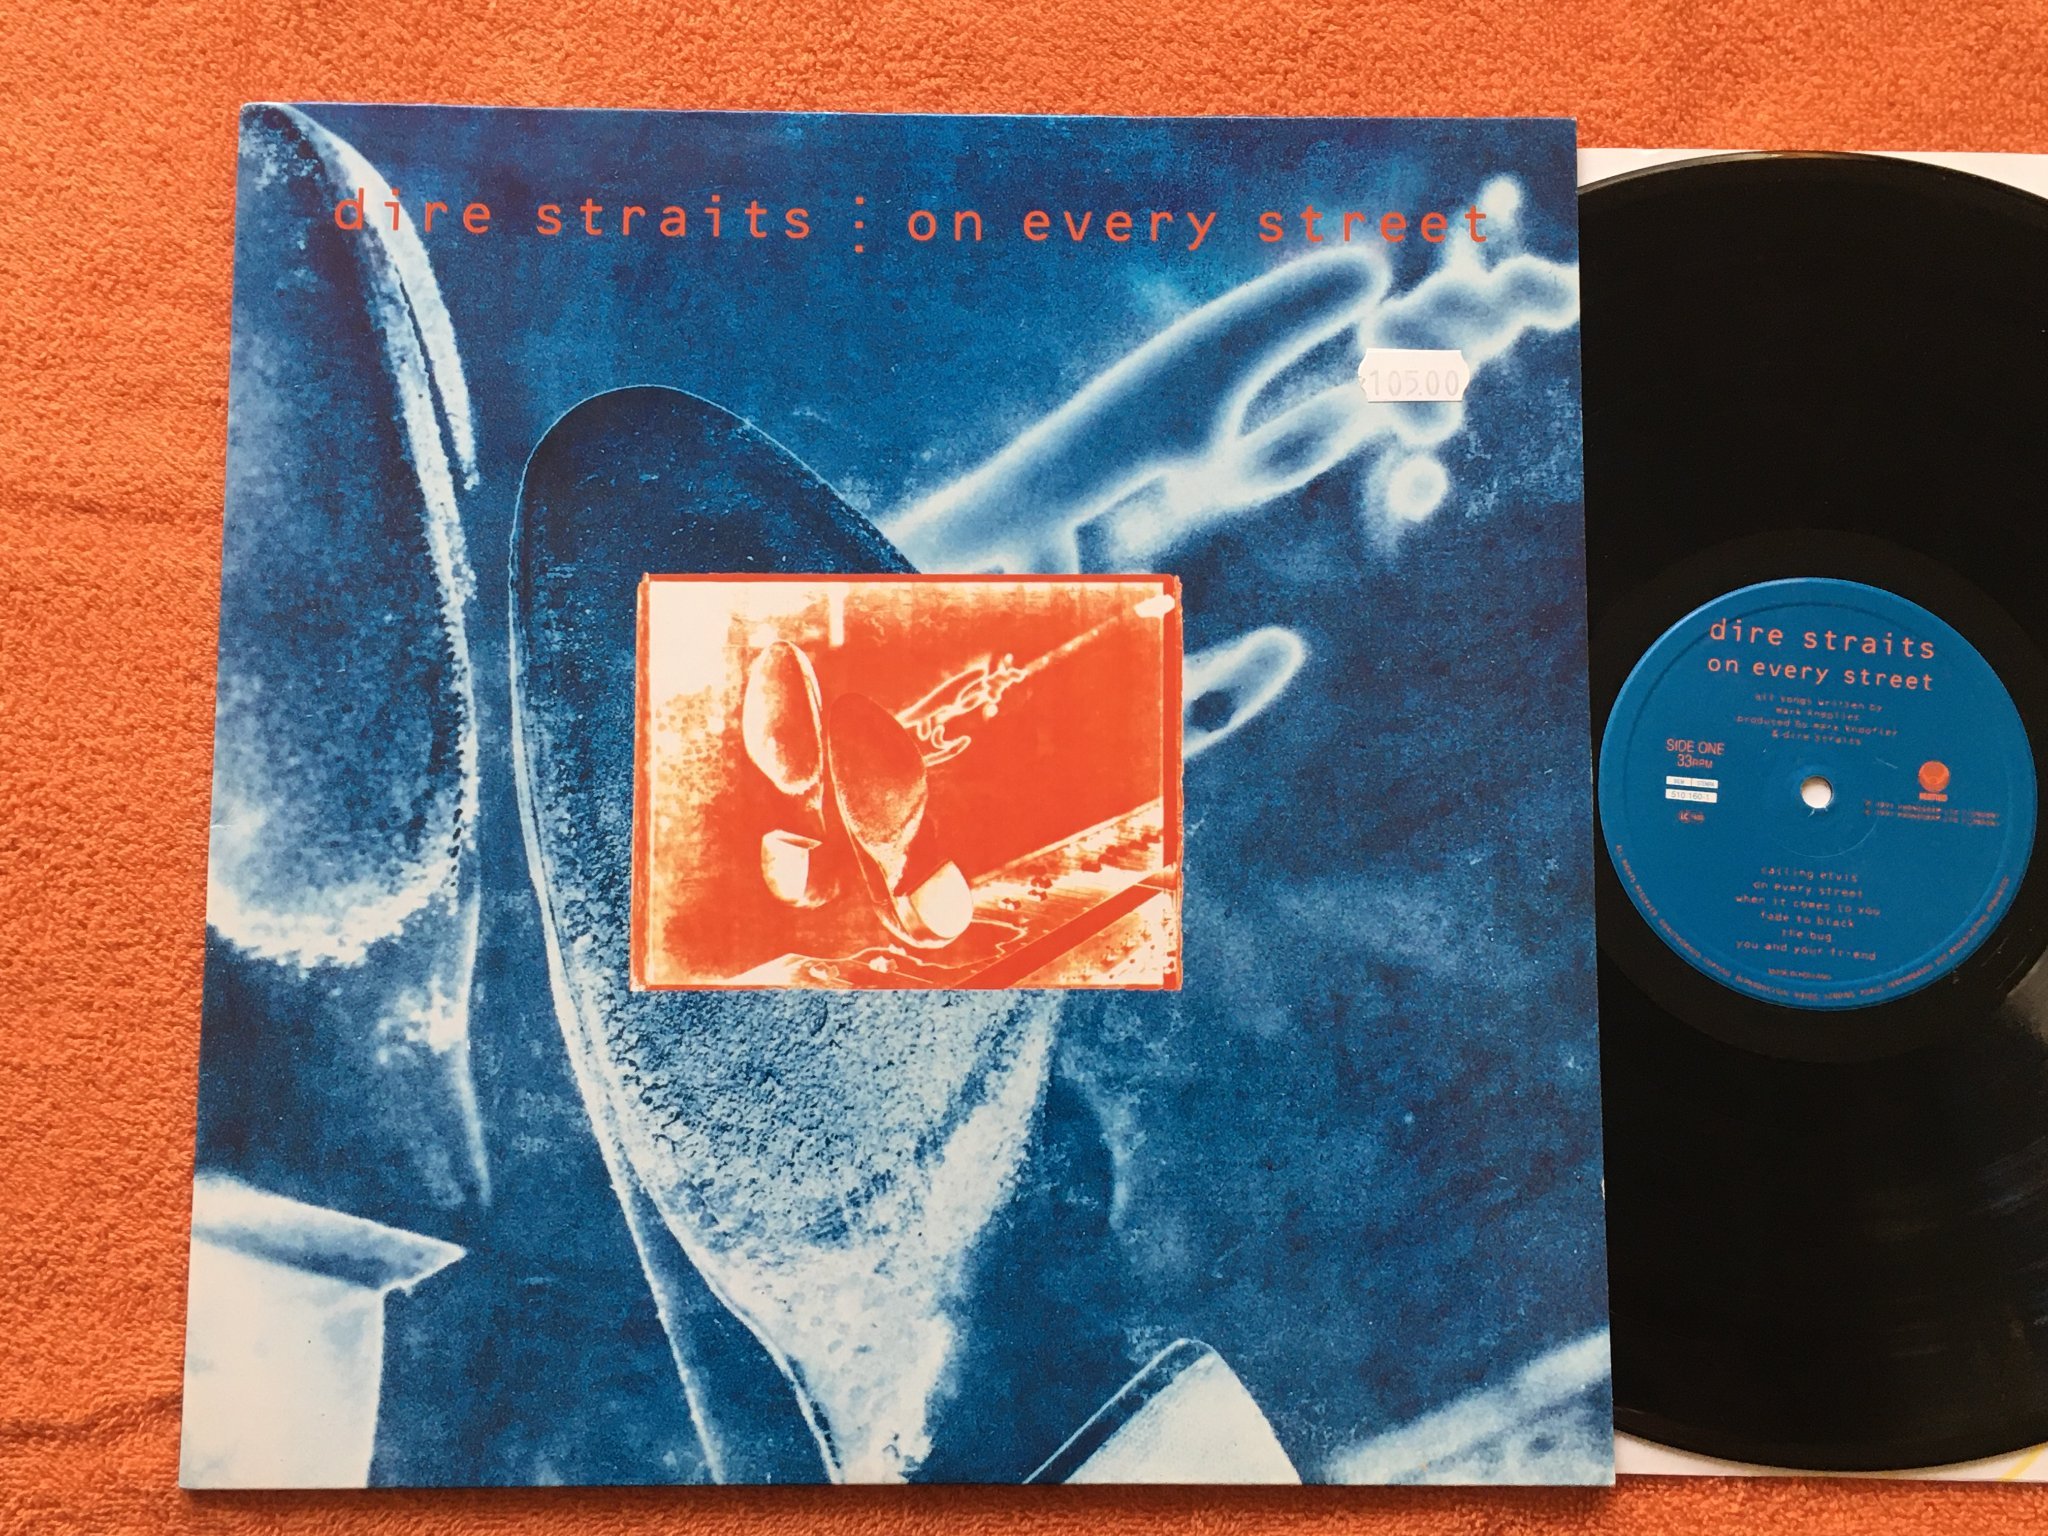 dire straits on every street
105.00
dire straits
on every street
all songs written by
mark knopfler
produced by mark knopfler
& dire straits
SIDE ONE
33RPM
STEMRA
510 160-1
LC
calling elvis
on every street
when it comes to you
fade to black
the bug
you and your friend